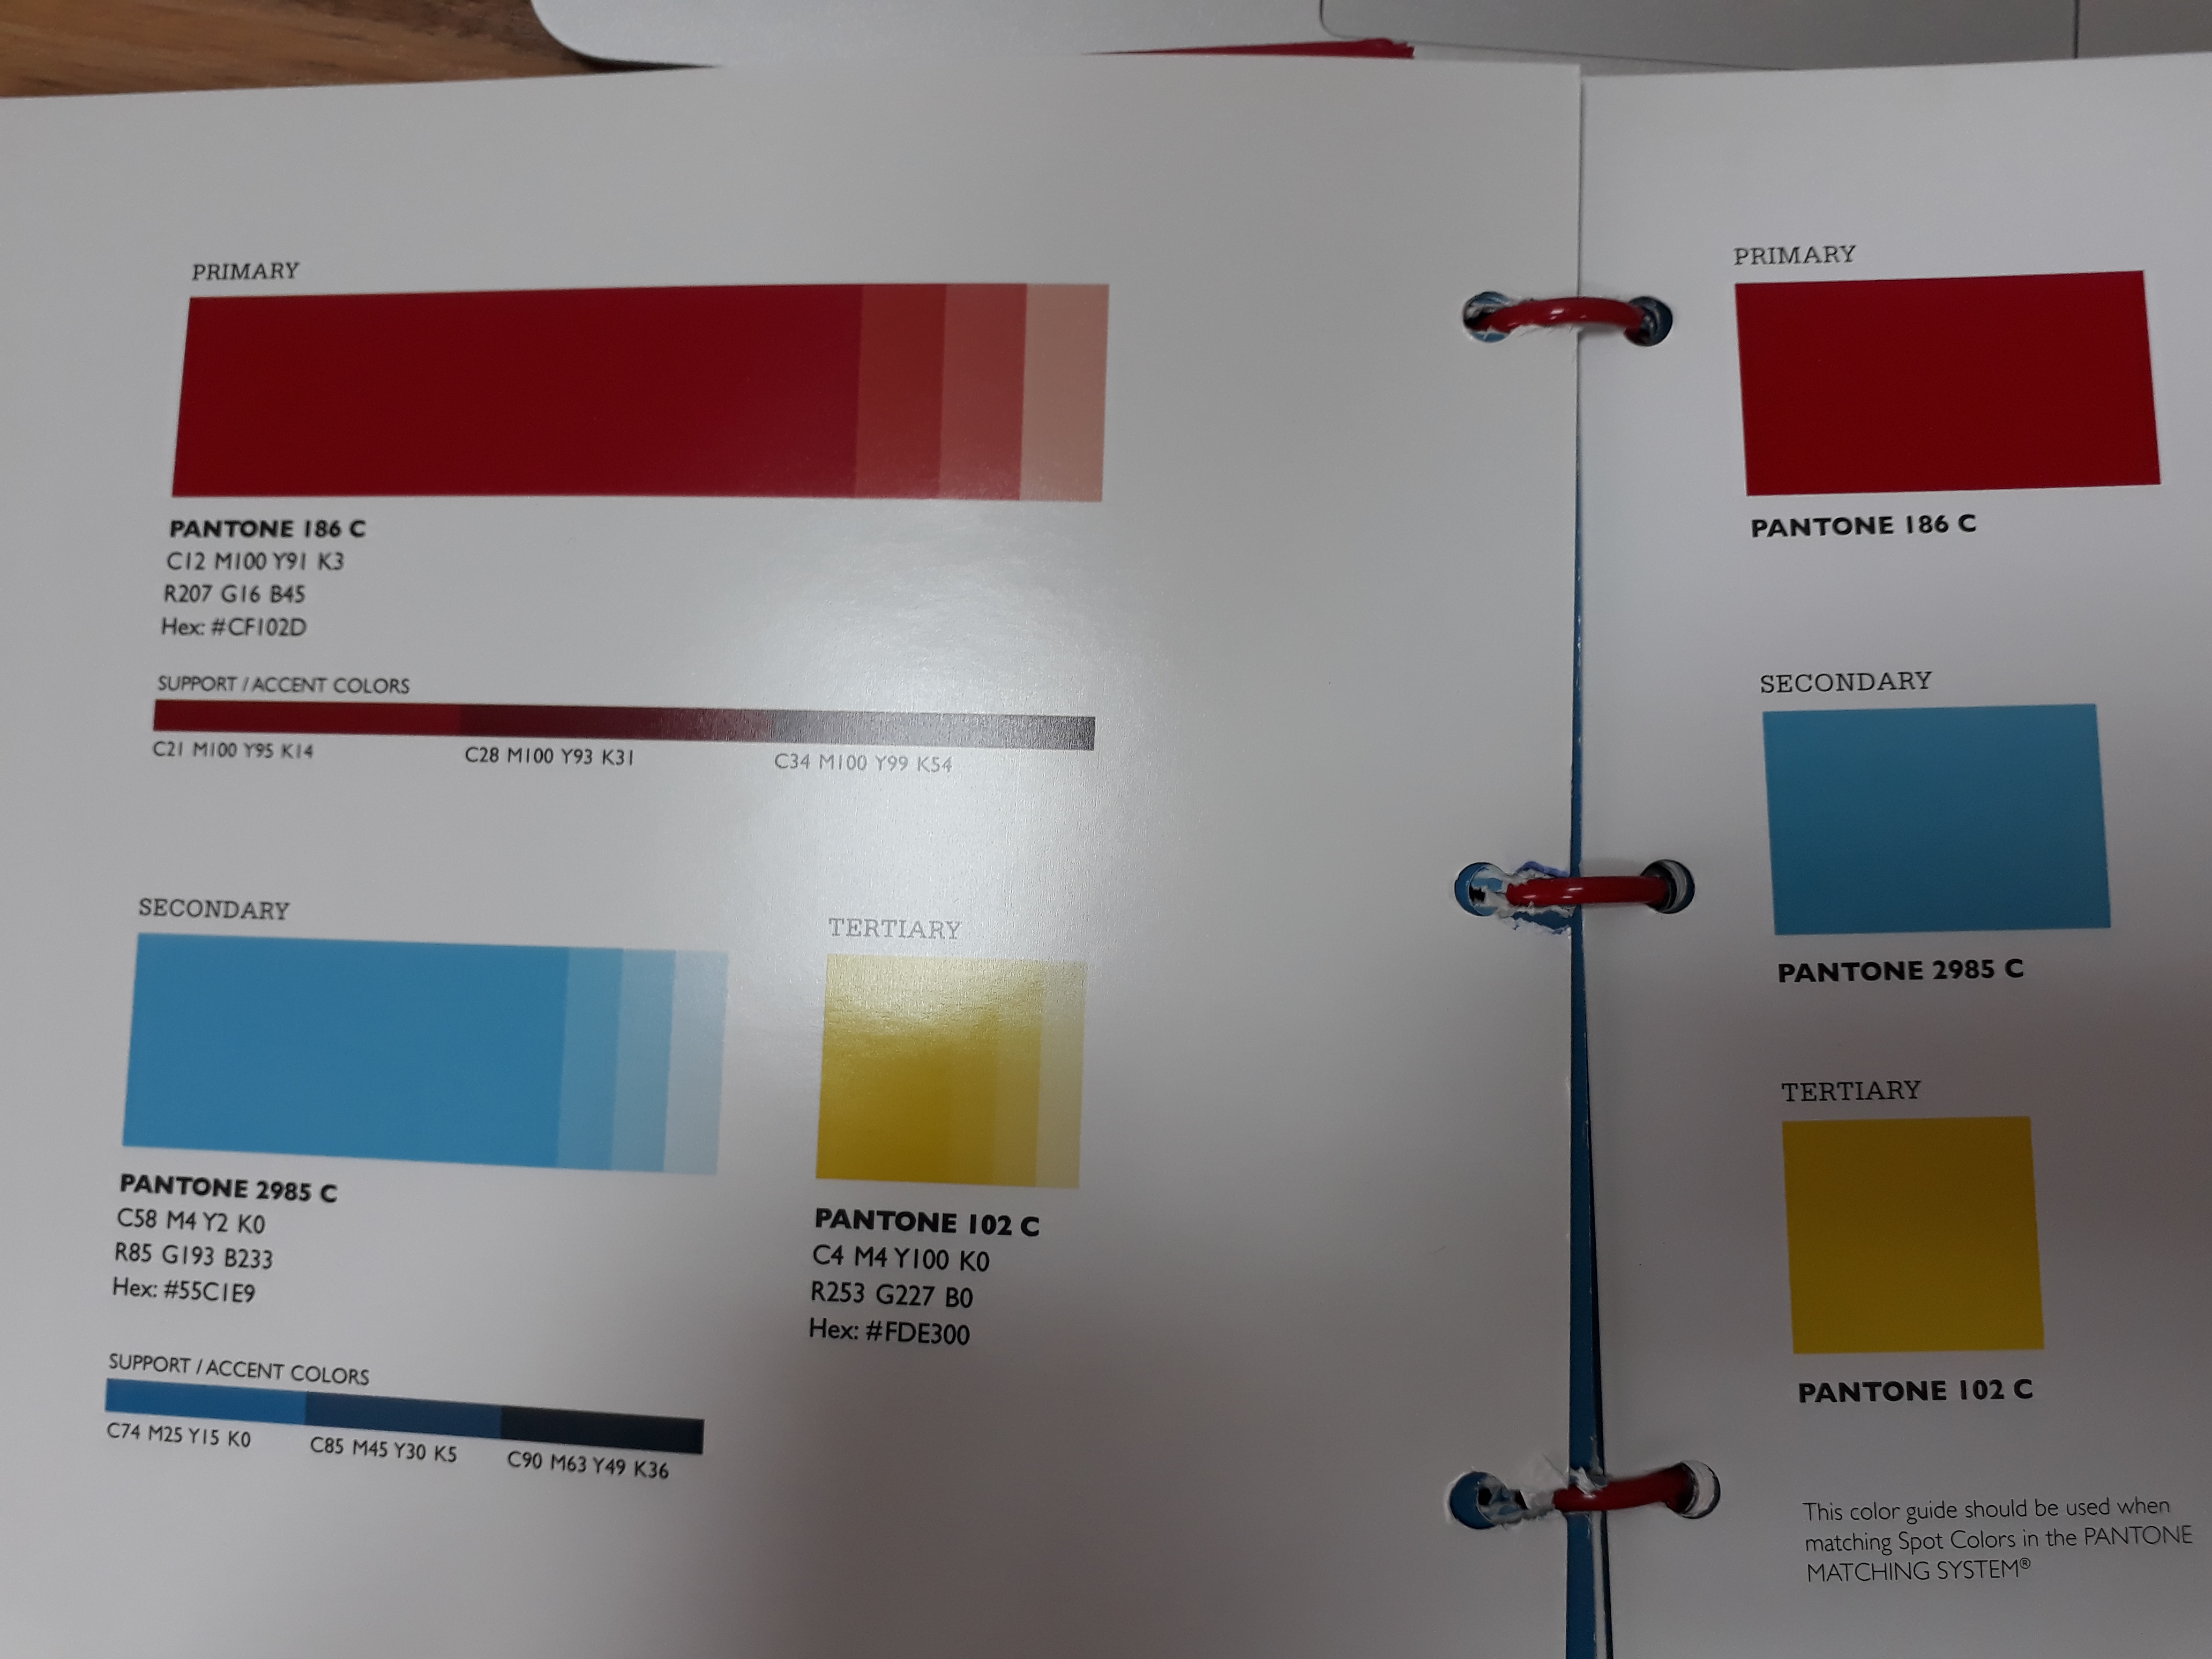 PRIMARY
PANTONE 186 C
C12 M100 Y91 K3
R207 G16 B45
Hex: #CF102D
SUPPORT / ACCENT COLORS
C21 M100 Y95 K14
C28 M100 Y93 K31
C34 M100 Y99 K54
SECONDARY
PANTONE 2985 C
C58 M4 Y2 K0
R85 G193 B233
Hex: #55C1E9
SUPPORT / ACCENT COLORS
C74 M25 Y15 K0
C85 M45 Y30 K5
C90 M63 Y49 K36
TERTIARY
PANTONE 102 C
C4 M4 Y100 K0
R253 G227 B0
Hex: #FDE300
PRIMARY
PANTONE 186 C
SECONDARY
PANTONE 2985 C
TERTIARY
PANTONE 102 C
This color guide should be used when
matching Spot Colors in the PANTONE
MATCHING SYSTEM®